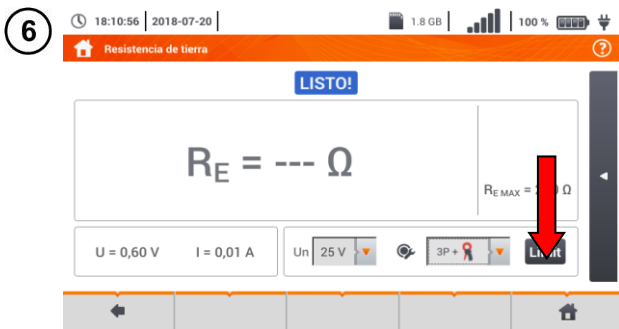 6
18:10:56 2018-07-20 1.8 GB 100 %
Resistencia de tierra ?
¡LISTO!
RE = --- Ω
RE MAX = Ω
U = 0,60 V I = 0,01 A Un 25 V 3P+